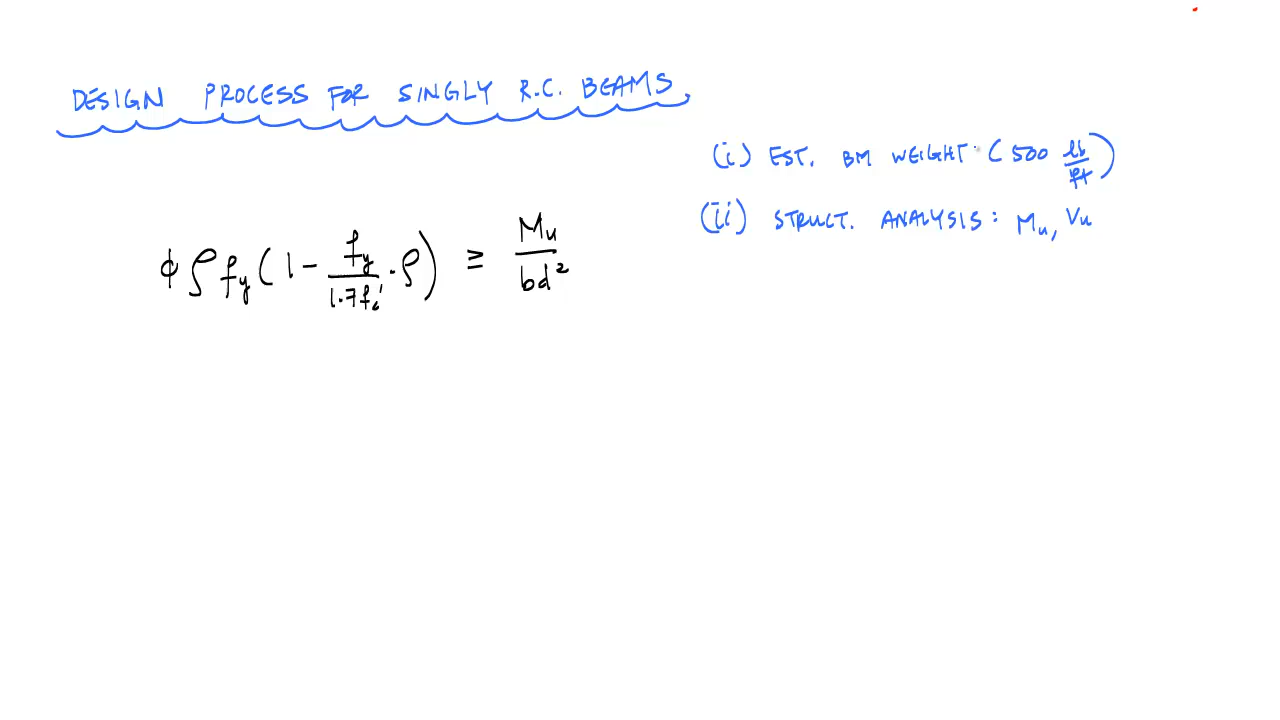 DESIGN PROCESS FOR SINGLY R.C. BEAMS.
(i) EST. BM WEIGHT: (500 lb/ft)
(ii) STRUCT. ANALYSIS: Mu, Vu
ϕ ρ fy (1 - fy/1.7fc' · ρ) ≥ Mu/bd²